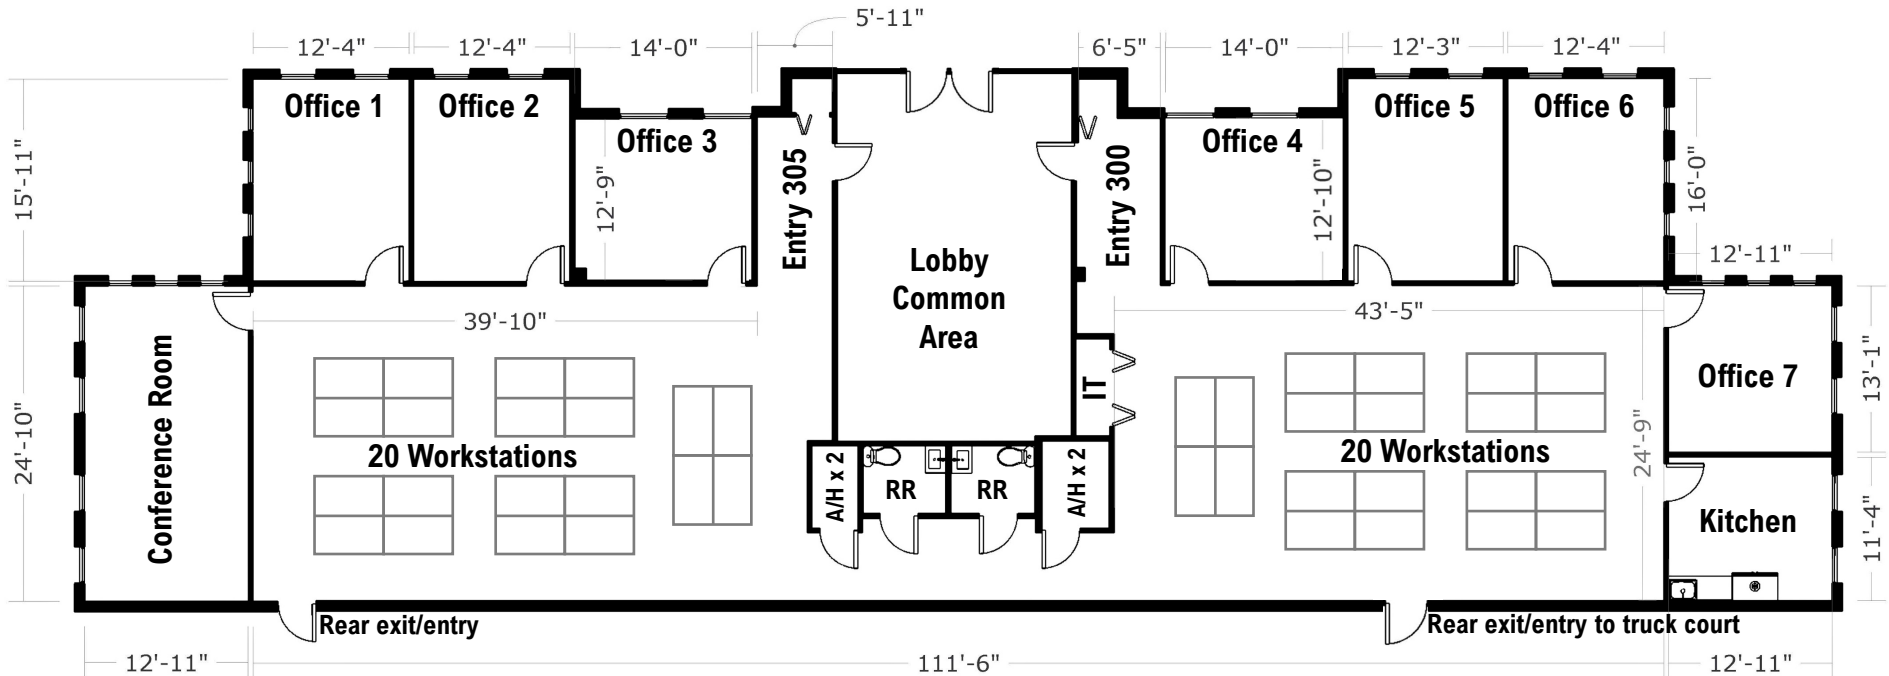 5'-11"
12'-4"
12'-4"
14'-0"
6'-5"
14'-0"
12'-3"
12'-4"
Office 1
Office 2
Office 3
Office 4
Office 5
Office 6
15'-11"
12'-9"
Entry 305
Entry 300
12'-10"
16'-0"
Lobby
Common
Area
12'-11"
39'-10"
43'-5"
Conference Room
IT
Office 7
13'-1"
24'-10"
20 Workstations
20 Workstations
24'-9"
A/H x 2
RR
RR
A/H x 2
Kitchen
11'-4"
Rear exit/entry
Rear exit/entry to truck court
12'-11"
111'-6"
12'-11"